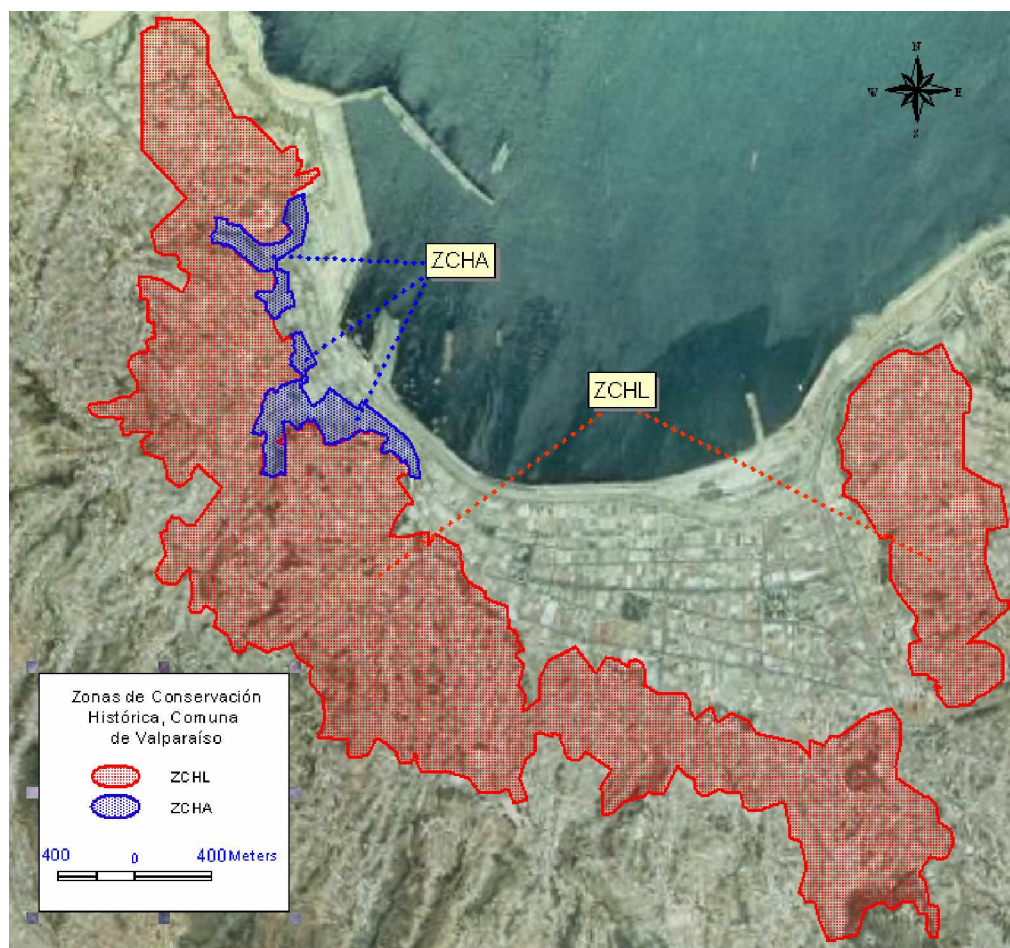 N
W E
S
ZCHA
ZCHL
Zonas de Conservación
Histórica, Comuna
de Valparaíso
ZCHL
ZCHA
400 0 400 Meters